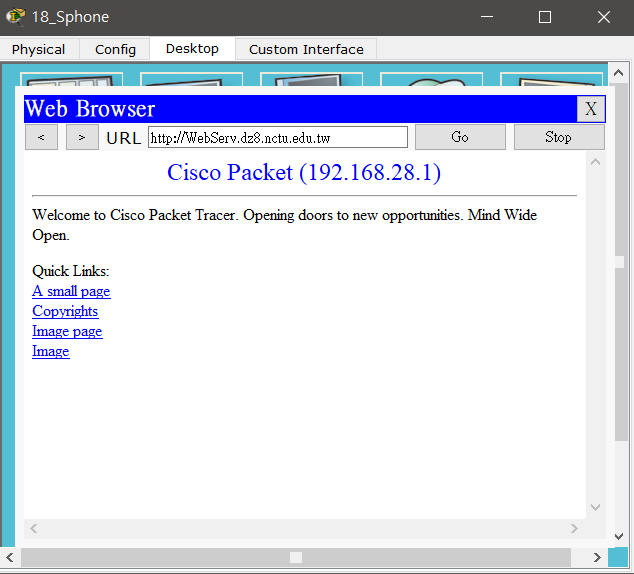 18_Sphone
Physical Config Desktop Custom Interface
Web Browser X
< > URL http://WebServ.dz8.nctu.edu.tw Go Stop
Cisco Packet (192.168.28.1)
Welcome to Cisco Packet Tracer. Opening doors to new opportunities. Mind Wide
Open.
Quick Links:
A small page
Copyrights
Image page
Image